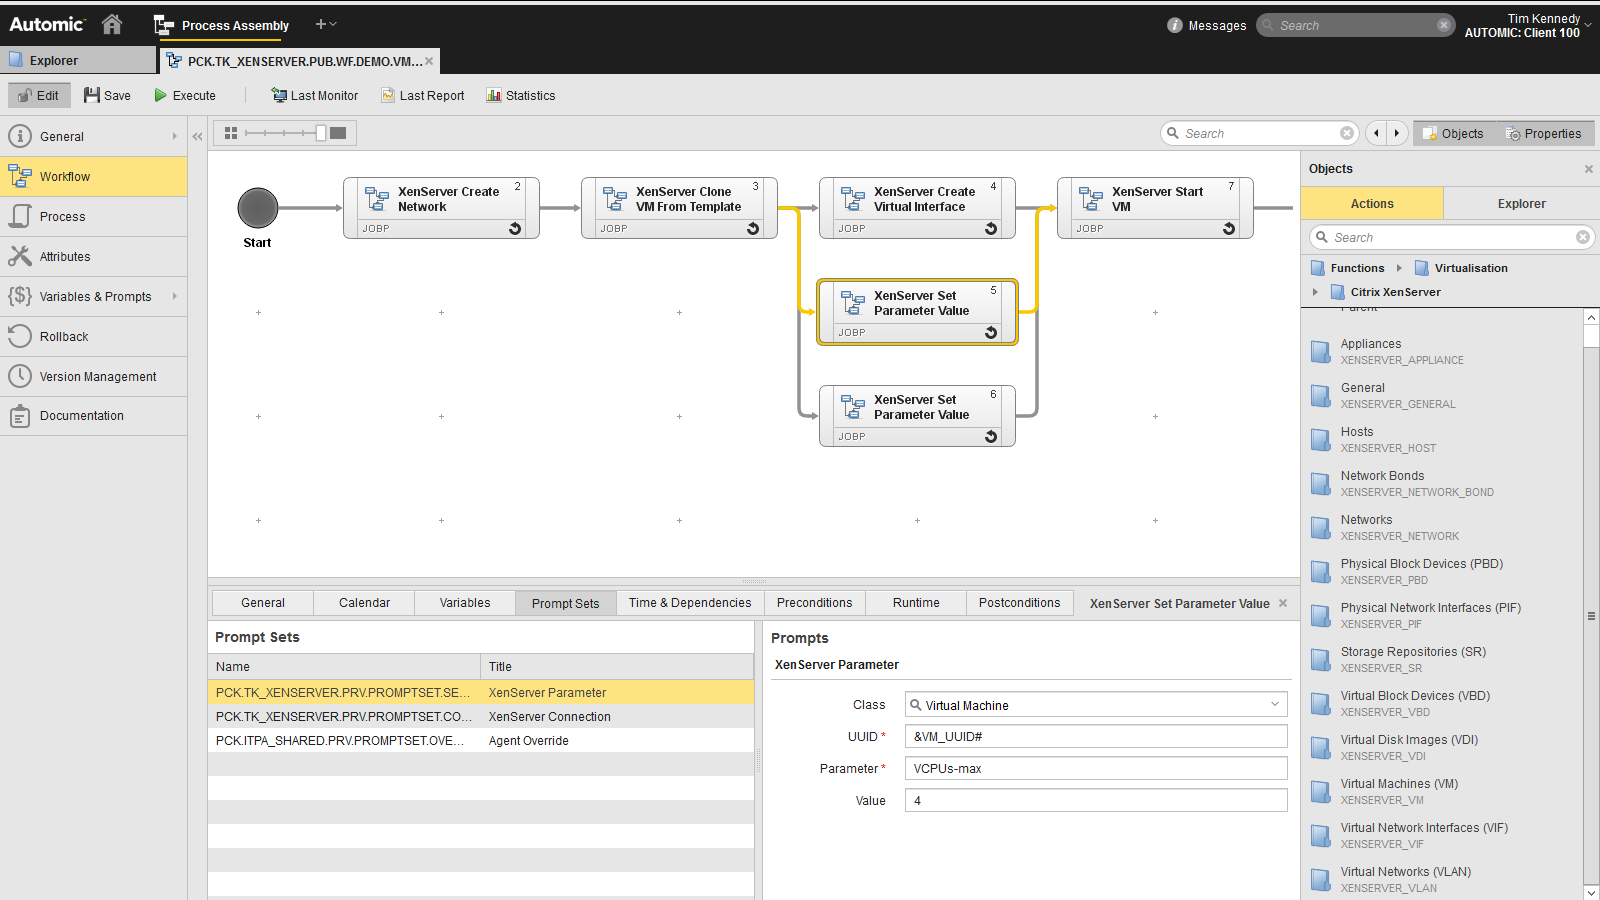 Automic
Process Assembly
Messages
Search
Tim Kennedy
AUTOMIC: Client 100
Explorer
PCK.TK_XENSERVER.PUB.WF.DEMO.VM...
Edit
Save
Execute
Last Monitor
Last Report
Statistics
General
Workflow
Process
Attributes
Variables & Prompts
Rollback
Version Management
Documentation
Search
Objects
Properties
Start
XenServer Create
Network
2
JOBP
XenServer Clone
VM From Template
3
JOBP
XenServer Create
Virtual Interface
4
JOBP
XenServer Start
VM
7
JOBP
XenServer Set
Parameter Value
5
JOBP
XenServer Set
Parameter Value
6
JOBP
Objects
Actions
Explorer
Search
Functions
Virtualisation
Citrix XenServer
Parent
Appliances
XENSERVER_APPLIANCE
General
XENSERVER_GENERAL
Hosts
XENSERVER_HOST
Network Bonds
XENSERVER_NETWORK_BOND
Networks
XENSERVER_NETWORK
Physical Block Devices (PBD)
XENSERVER_PBD
Physical Network Interfaces (PIF)
XENSERVER_PIF
Storage Repositories (SR)
XENSERVER_SR
Virtual Block Devices (VBD)
XENSERVER_VBD
Virtual Disk Images (VDI)
XENSERVER_VDI
Virtual Machines (VM)
XENSERVER_VM
Virtual Network Interfaces (VIF)
XENSERVER_VIF
Virtual Networks (VLAN)
XENSERVER_VLAN
General
Calendar
Variables
Prompt Sets
Time & Dependencies
Preconditions
Runtime
Postconditions
XenServer Set Parameter Value
Prompt Sets
Name
Title
PCK.TK_XENSERVER.PRV.PROMPTSET.SE...
XenServer Parameter
PCK.TK_XENSERVER.PRV.PROMPTSET.CO...
XenServer Connection
PCK.ITPA_SHARED.PRV.PROMPTSET.OVE...
Agent Override
Prompts
XenServer Parameter
Class
Virtual Machine
UUID *
&VM_UUID#
Parameter *
VCPUs-max
Value
4